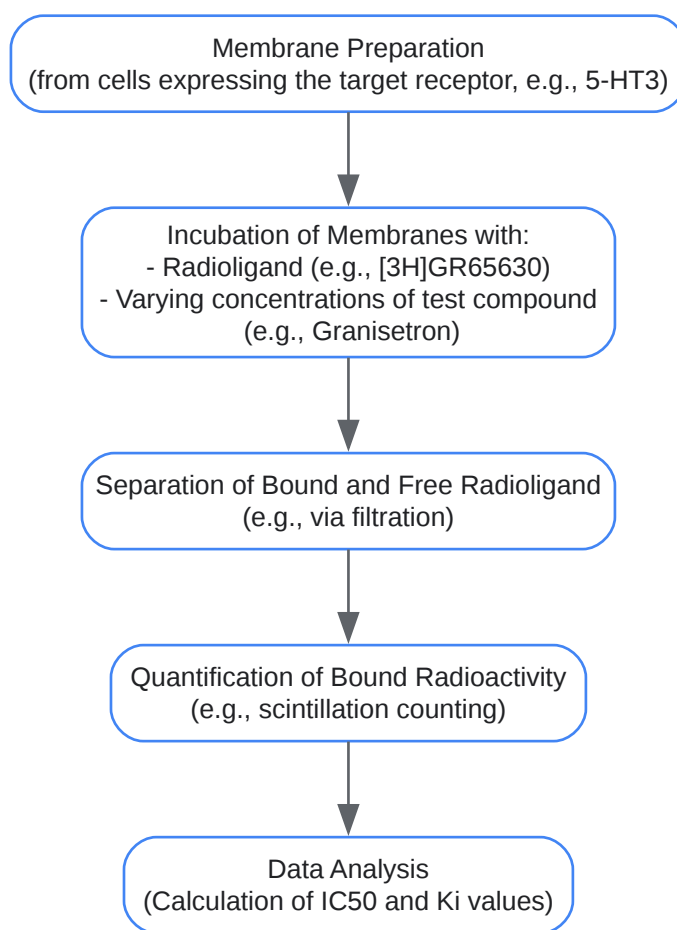 Membrane Preparation
(from cells expressing the target receptor, e.g., 5-HT3)
Incubation of Membranes with:
- Radioligand (e.g., [3H]GR65630)
- Varying concentrations of test compound
(e.g., Granisetron)
Separation of Bound and Free Radioligand
(e.g., via filtration)
Quantification of Bound Radioactivity
(e.g., scintillation counting)
Data Analysis
(Calculation of IC50 and Ki values)